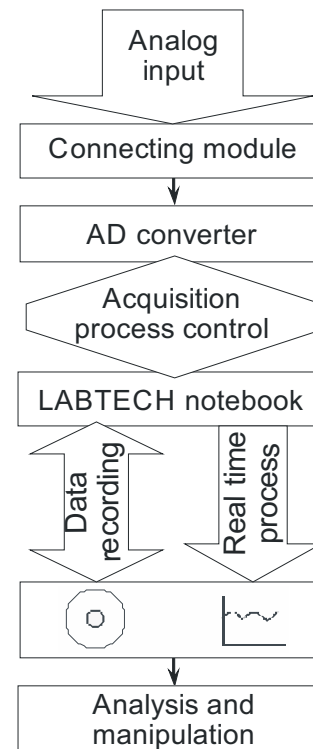 Analog
input
Connecting module
AD converter
Acquisition
process control
LABTECH notebook
Data
recording
Real time
process
Analysis and
manipulation